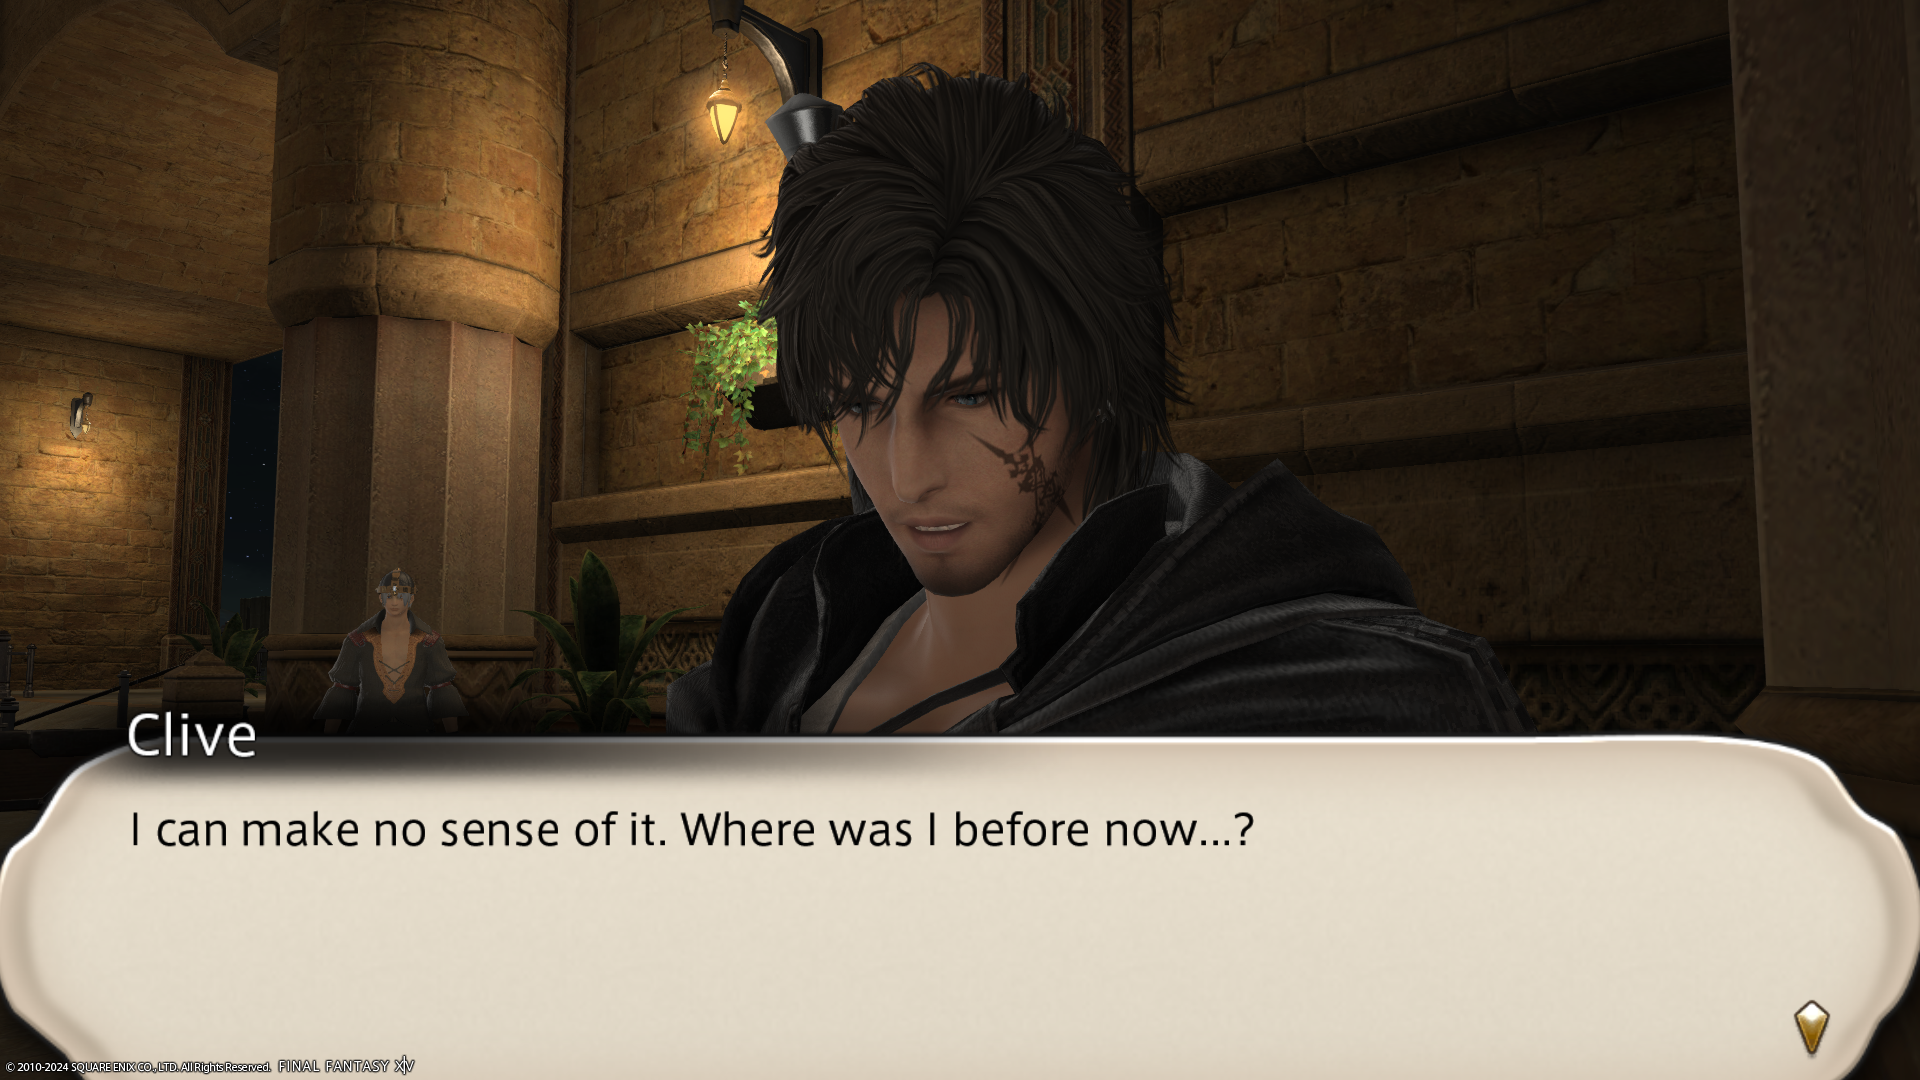 Clive
I can make no sense of it. Where was I before now...?
© 2010-2024 SQUARE ENIX CO., LTD. All Rights Reserved. FINAL FANTASY XIV